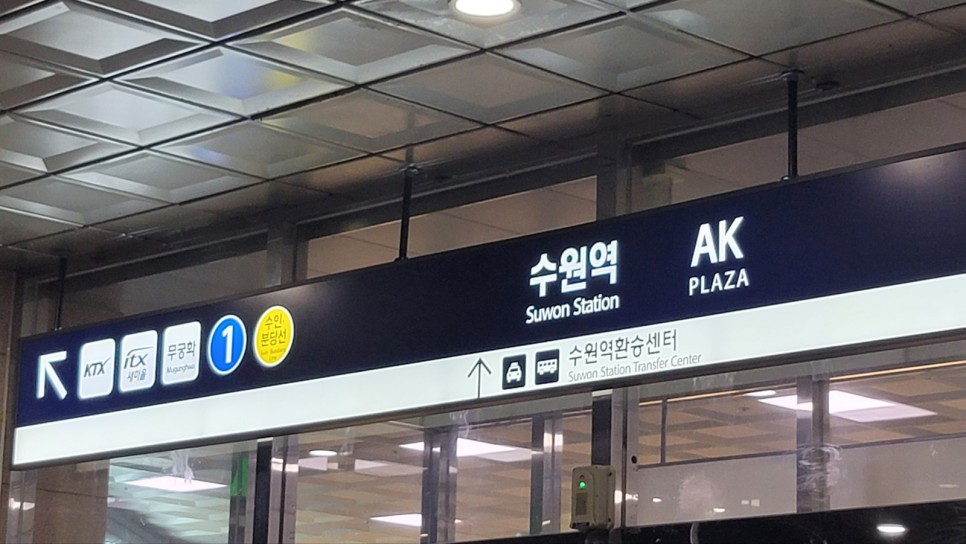 KTX
itx
새마을
무궁화
Mugunghwa
1
수인·
분당선
수원역
Suwon Station
AK
PLAZA
수원역환승센터
Suwon Station Transfer Center